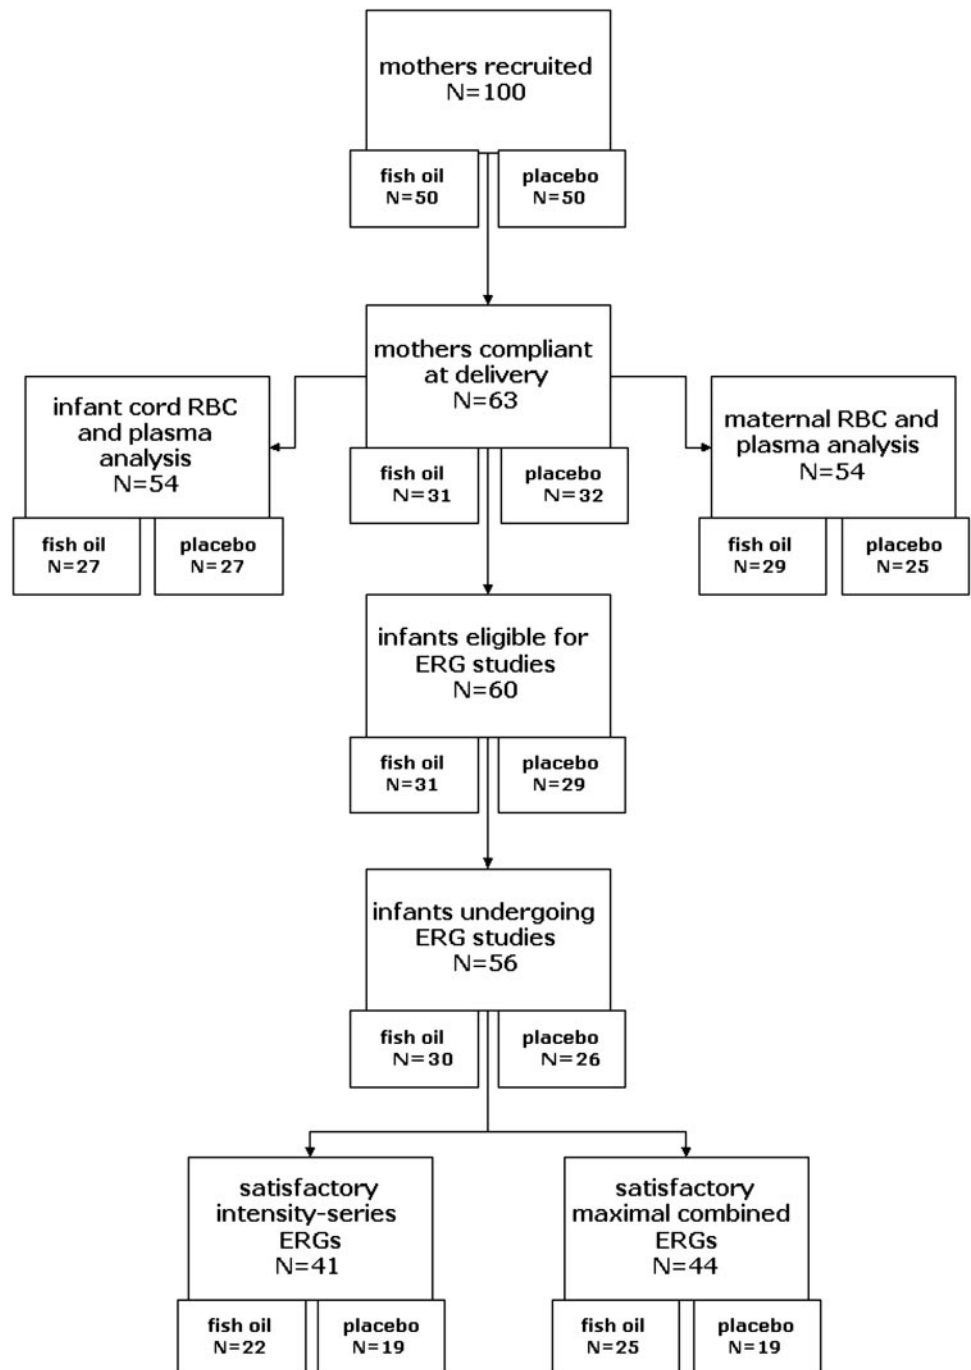 mothers recruited
N=100
fish oil
N=50
placebo
N=50
mothers compliant
at delivery
N=63
fish oil
N=31
placebo
N=32
infant cord RBC
and plasma
analysis
N=54
fish oil
N=27
placebo
N=27
maternal RBC and
plasma analysis
N=54
fish oil
N=29
placebo
N=25
infants eligible for
ERG studies
N=60
fish oil
N=31
placebo
N=29
infants undergoing
ERG studies
N=56
fish oil
N=30
placebo
N=26
satisfactory
intensity-series
ERGs
N=41
fish oil
N=22
placebo
N=19
satisfactory
maximal combined
ERGs
N=44
fish oil
N=25
placebo
N=19